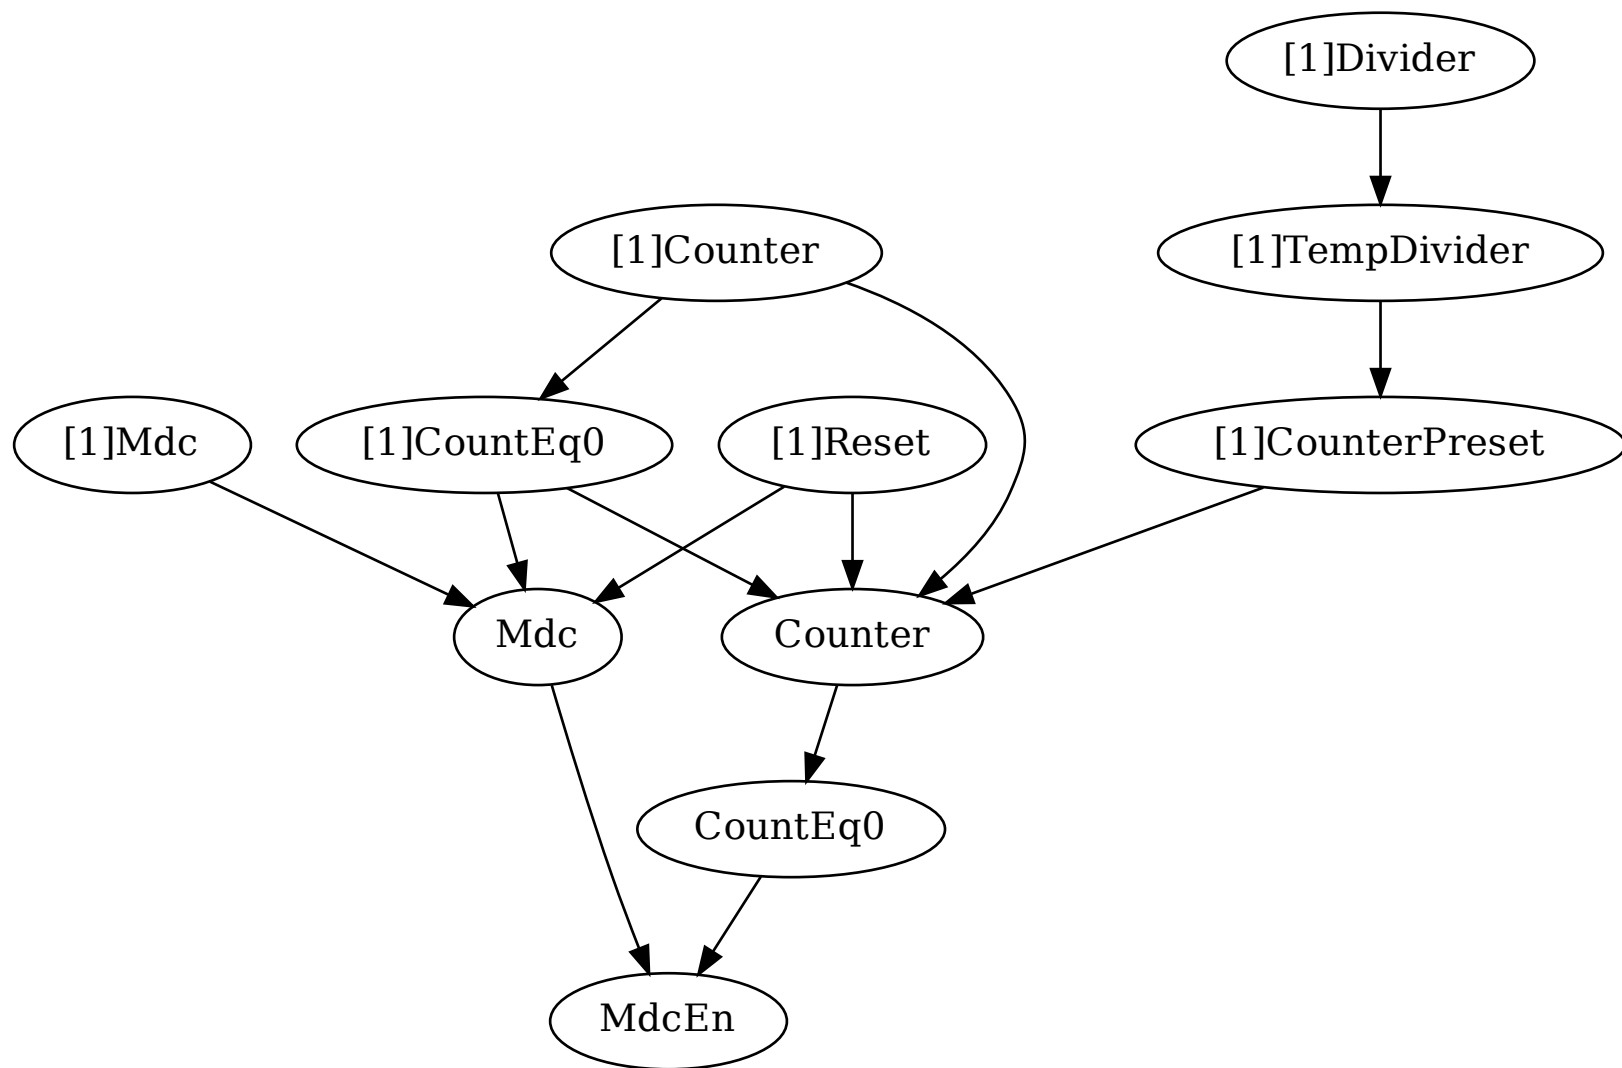 [1]Divider
[1]Counter
[1]TempDivider
[1]Mdc
[1]CountEq0
[1]Reset
[1]CounterPreset
Mdc
Counter
CountEq0
MdcEn